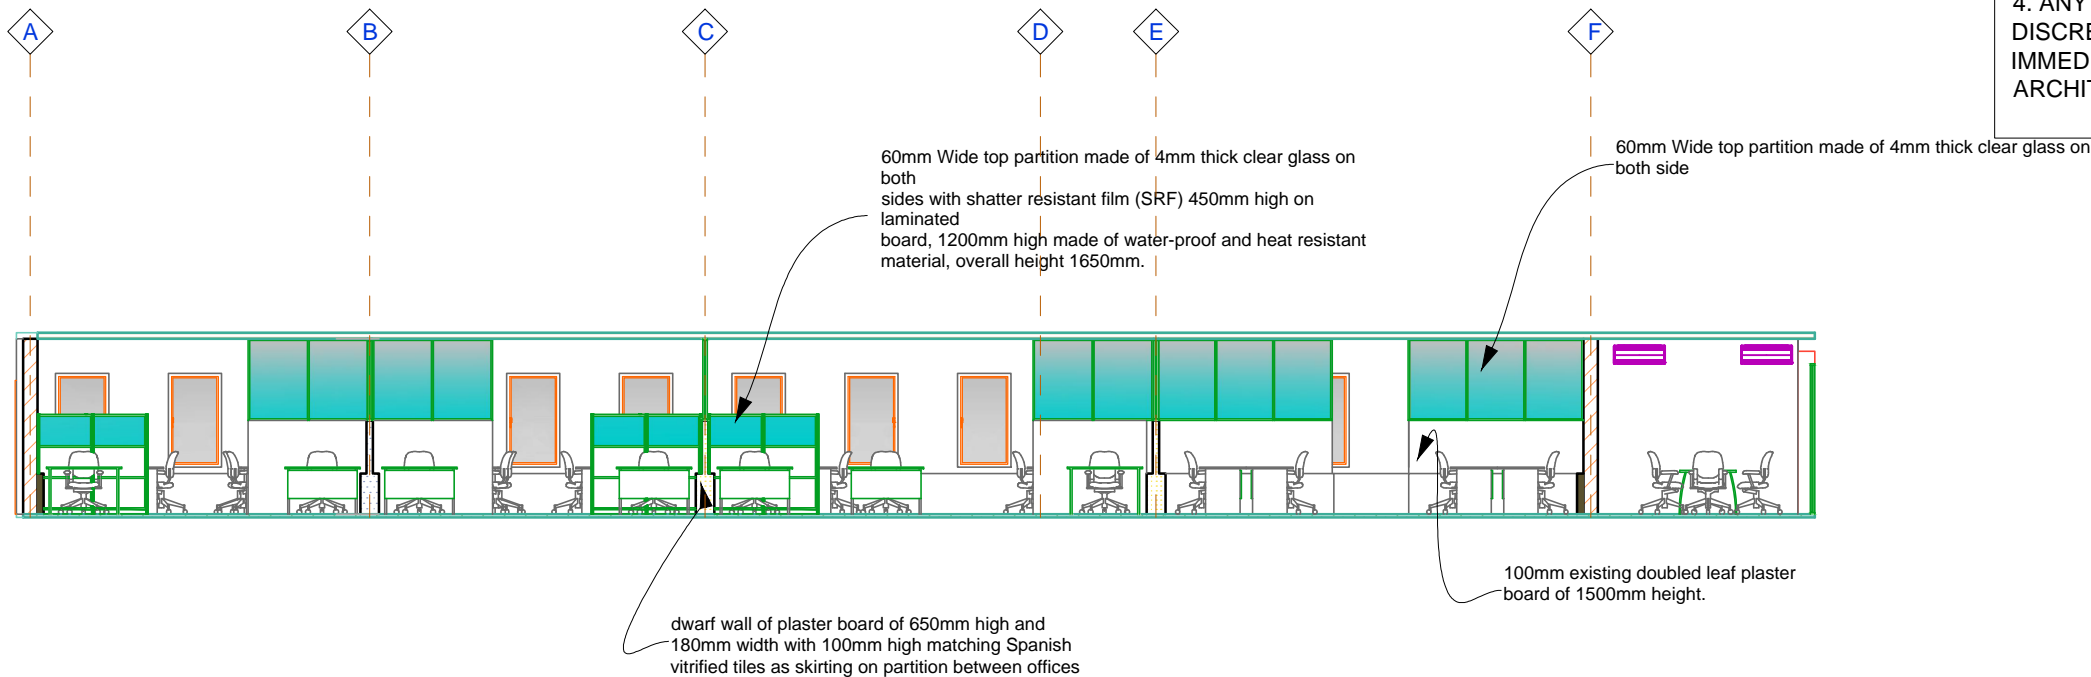 A
B
C
D
E
F
4. ANY
IMMED
ARCHIT
60mm Wide top partition made of 4mm thick clear glass on
both
sides with shatter resistant film (SRF) 450mm high on
laminated
board, 1200mm high made of water-proof and heat resistant
material, overall height 1650mm.
60mm Wide top partition made of 4mm thick clear glass on
both side
100mm existing doubled leaf plaster
board of 1500mm height.
dwarf wall of plaster board of 650mm high and
180mm width with 100mm high matching Spanish
vitrified tiles as skirting on partition between offices